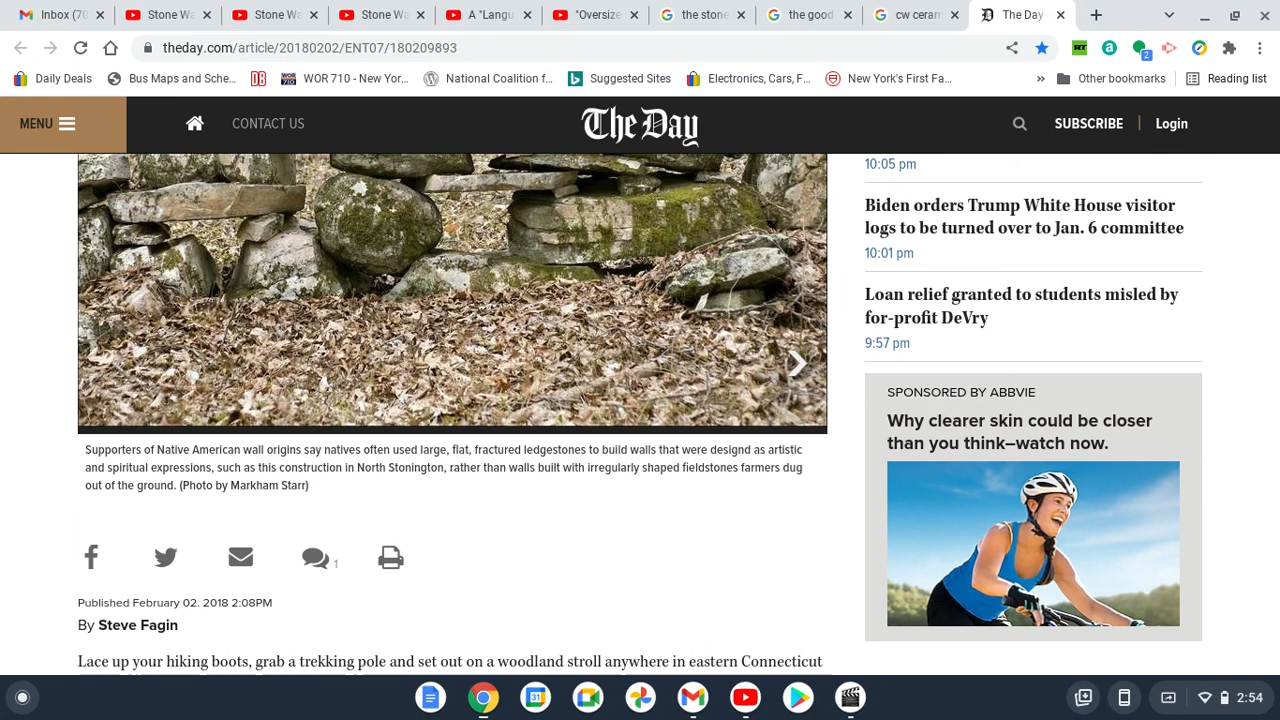 Inbox (70
Stone Wa
Stone Wa
Stone Wa
A "Langu
"Oversize
the stone
the goo
cw ceram
The Day
theday.com/article/20180202/ENT07/180209893
2
Daily Deals
Bus Maps and Sche...
WOR 710 - New Yor...
National Coalition f...
Suggested Sites
Electronics, Cars, F...
New York's First Fa...
»
Other bookmarks
Reading list
MENU
CONTACT US
The Day
SUBSCRIBE
Login
10:05 pm
Biden orders Trump White House visitor
logs to be turned over to Jan. 6 committee
10:01 pm
Loan relief granted to students misled by
for-profit DeVry
9:57 pm
SPONSORED BY ABBVIE
Why clearer skin could be closer
than you think–watch now.
Supporters of Native American wall origins say natives often used large, flat, fractured ledgestones to build walls that were designd as artistic
and spiritual expressions, such as this construction in North Stonington, rather than walls built with irregularly shaped fieldstones farmers dug
out of the ground. (Photo by Markham Starr)
1
Published February 02. 2018 2:08PM
By Steve Fagin
Lace up your hiking boots, grab a trekking pole and set out on a woodland stroll anywhere in eastern Connecticut
31
2:54